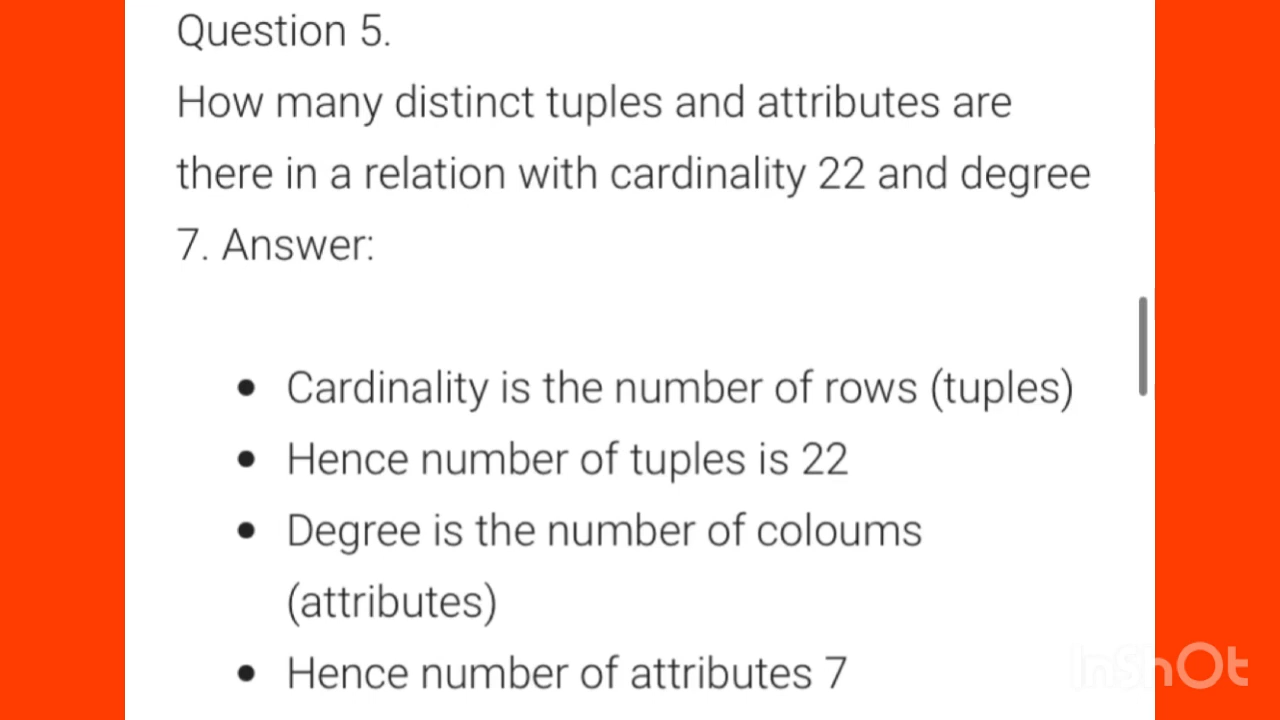 Question 5.
How many distinct tuples and attributes are
there in a relation with cardinality 22 and degree
7. Answer:
• Cardinality is the number of rows (tuples)
• Hence number of tuples is 22
• Degree is the number of coloums
(attributes)
• Hence number of attributes 7
InShOt